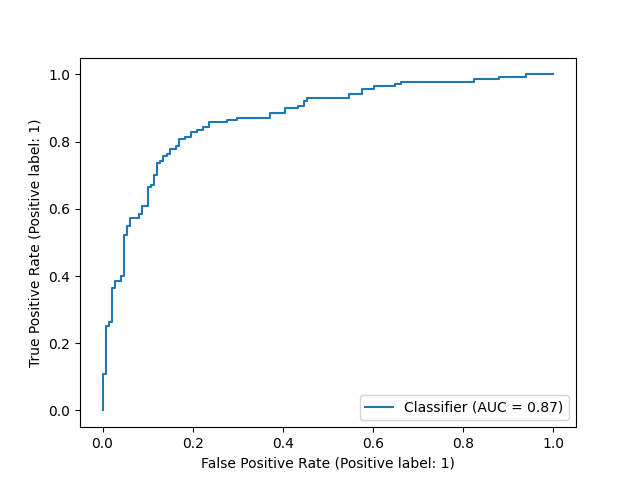 1.0
0.8
0.6
0.4
0.2
0.0
True Positive Rate (Positive label: 1)
Classifier (AUC = 0.87)
0.0 0.2 0.4 0.6 0.8 1.0
False Positive Rate (Positive label: 1)